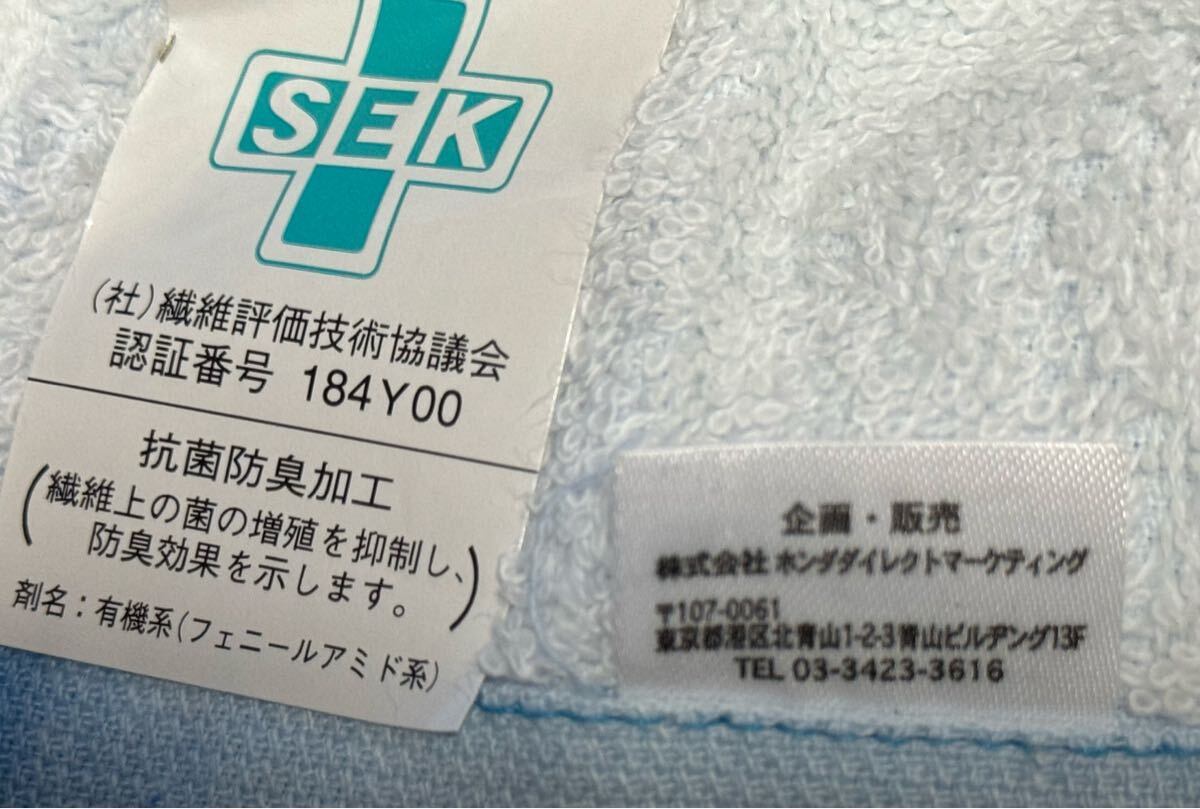 SEK
(社)繊維評価技術協議会
認証番号 184Y00
抗菌防臭加工
(繊維上の菌の増殖を抑制し、
防臭効果を示します。)
剤名：有機系(フェニールアミド系)
企画・販売
株式会社 ホンダダイレクトマーケティング
〒107-0061
東京都港区北青山1-2-3青山ビルヂング13F
TEL 03-3423-3616